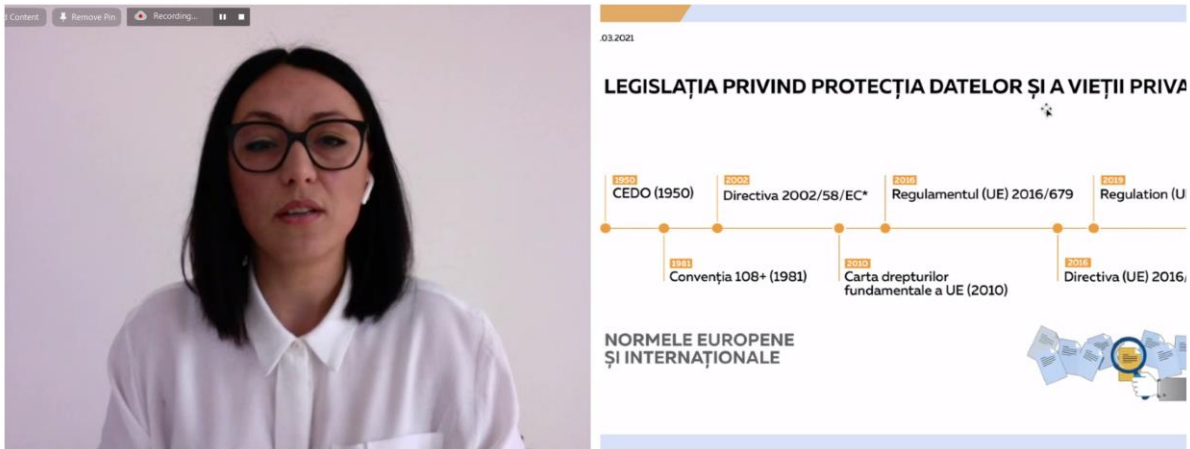 Content
Remove Pin
Recording...
.03.2021
LEGISLAȚIA PRIVIND PROTECȚIA DATELOR ȘI A VIEȚII PRIVA
1950
CEDO (1950)
2002
Directiva 2002/58/EC*
2016
Regulamentul (UE) 2016/679
2019
Regulation (U
1981
Convenția 108+ (1981)
2010
Carta drepturilor
fundamentale a UE (2010)
2016
Directiva (UE) 2016/
NORMELE EUROPENE
ȘI INTERNAȚIONALE